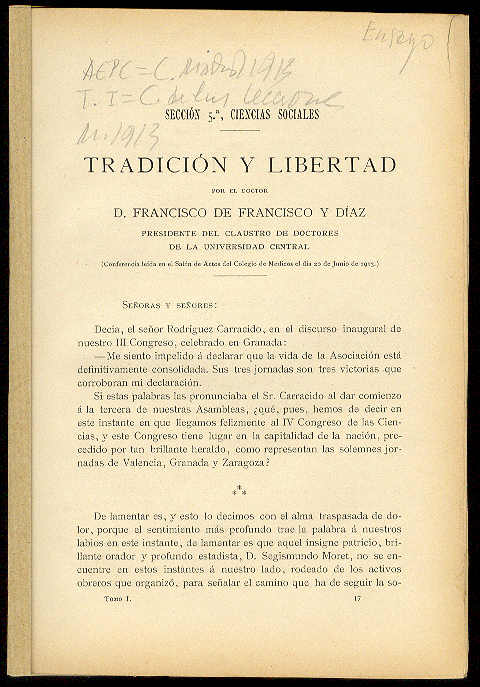 Ensayo
AEPC = C. Madrid 1913
T. I = C. de las Secciones
M. 1913
SECCIÓN 5.ª, CIENCIAS SOCIALES
TRADICIÓN Y LIBERTAD
POR EL DOCTOR
D. FRANCISCO DE FRANCISCO Y DÍAZ
PRESIDENTE DEL CLAUSTRO DE DOCTORES
DE LA UNIVERSIDAD CENTRAL
(Conferencia leída en el Salón de Actos del Colegio de Médicos el día 20 de Junio de 1913.)
SEÑORAS Y SEÑORES:
Decía, el señor Rodríguez Carracido, en el discurso inaugural de
nuestro III Congreso, celebrado en Granada:
—Me siento impelido á declarar que la vida de la Asociación está
definitivamente consolidada. Sus tres jornadas son tres victorias que
corroboran mi declaración.
Si estas palabras las pronunciaba el Sr. Carracido al dar comienzo
á la tercera de nuestras Asambleas, ¿qué, pues, hemos de decir en
este instante en que llegamos felizmente al IV Congreso de las Cien-
cias, y este Congreso tiene lugar en la capitalidad de la nación, pre-
cedido por tan brillante heraldo, como representan las solemnes jor-
nadas de Valencia, Granada y Zaragoza?
* * *
De lamentar es, y esto lo decimos con el alma traspasada de do-
lor, porque el sentimiento más profundo trae la palabra á nuestros
labios en este instante, de lamentar es que aquel insigne patricio, bri-
llante orador y profundo estadista, D. Segismundo Moret, no se en-
cuentre en estos instantes á nuestro lado, rodeado de los activos
obreros que organizó, para señalar el camino que ha de seguir la so-
TOMO I. 17